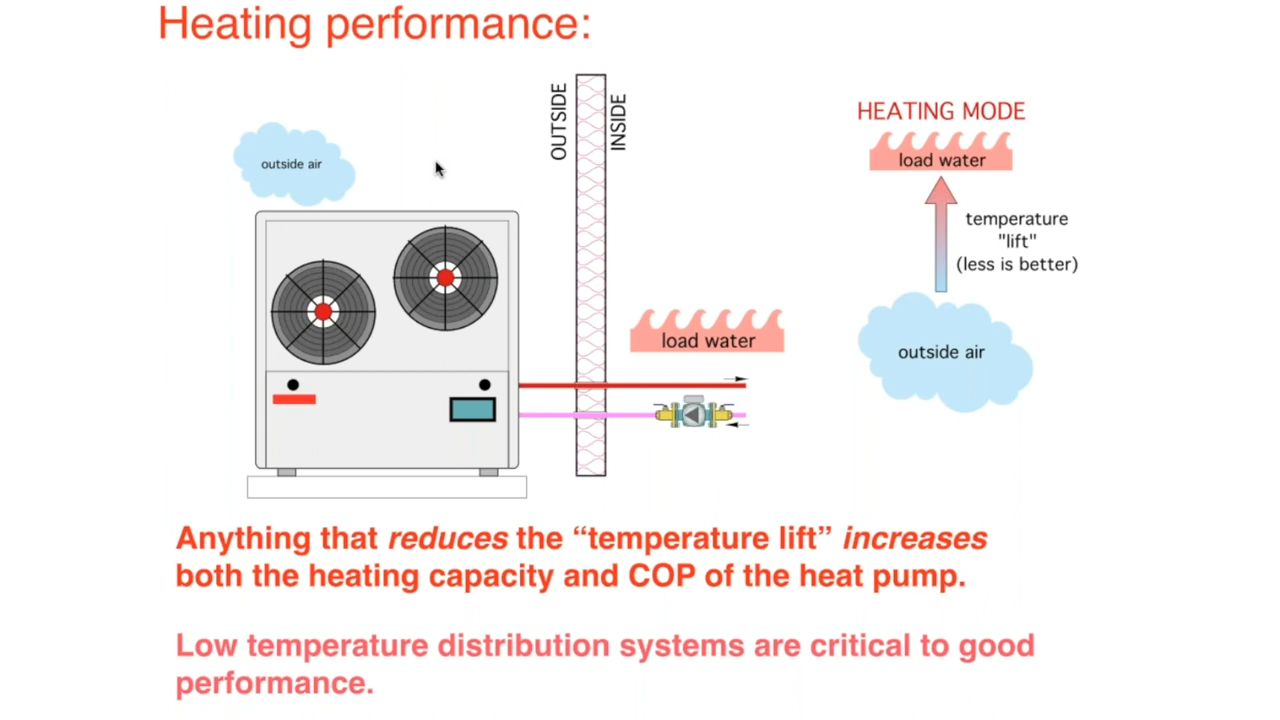 Heating performance:
OUTSIDE
INSIDE
HEATING MODE
load water
outside air
temperature
"lift"
(less is better)
load water
outside air
Anything that reduces the “temperature lift” increases
both the heating capacity and COP of the heat pump.
Low temperature distribution systems are critical to good
performance.